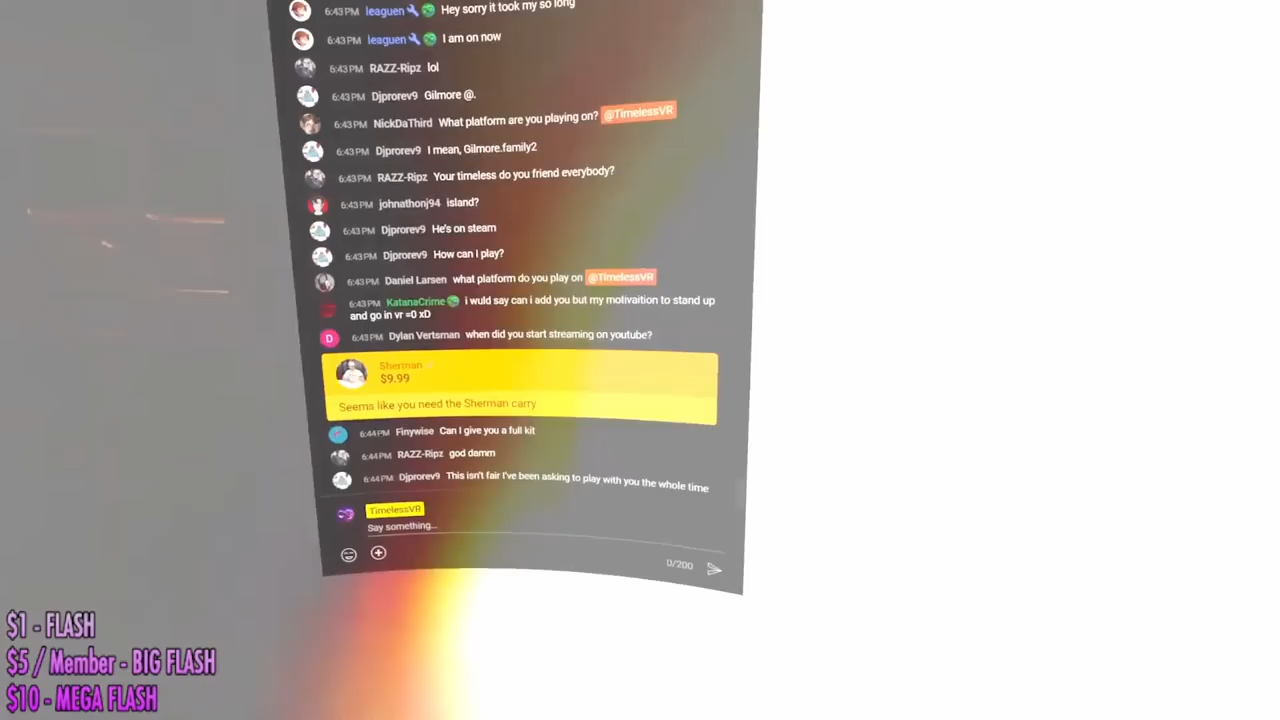 6:43 PM leaguen Hey sorry it took my so long
6:43 PM leaguen I am on now
6:43 PM RAZZ-Ripz lol
6:43 PM Djprorev9 Gilmore @.
6:43 PM NickDaThird What platform are you playing on? @TimelessVR
6:43 PM Djprorev9 I mean, Gilmore.family2
6:43 PM RAZZ-Ripz Your timeless do you friend everybody?
6:43 PM johnathonj94 island?
6:43 PM Djprorev9 He's on steam
6:43 PM Djprorev9 How can I play?
6:43 PM Daniel Larsen what platform do you play on @TimelessVR
6:43 PM KatanaCrime i wuld say can i add you but my motivaition to stand up
and go in vr =0 xD
D 6:43 PM Dylan Vertsman when did you start streaming on youtube?
Sherman
$9.99
Seems like you need the Sherman carry
6:44 PM Finywise Can I give you a full kit
6:44 PM RAZZ-Ripz god damm
6:44 PM Djprorev9 This isn't fair I've been asking to play with you the whole time
TimelessVR
Say something...
0/200
$1 - FLASH
$5 / Member - BIG FLASH
$10 - MEGA FLASH